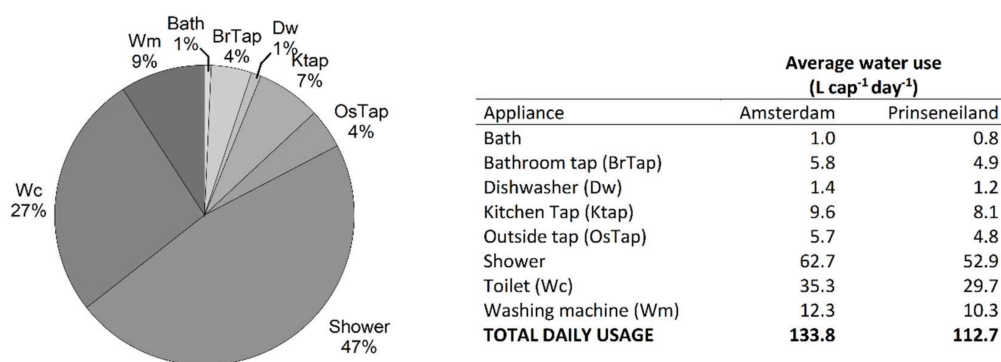 Bath
1%
BrTap
4%
Dw
1%
Ktap
7%
OsTap
4%
Shower
47%
Wc
27%
Wm
9%
Average water use
(L cap-1 day-1)
Appliance Amsterdam Prinseneiland
Bath 1.0 0.8
Bathroom tap (BrTap) 5.8 4.9
Dishwasher (Dw) 1.4 1.2
Kitchen Tap (Ktap) 9.6 8.1
Outside tap (OsTap) 5.7 4.8
Shower 62.7 52.9
Toilet (Wc) 35.3 29.7
Washing machine (Wm) 12.3 10.3
TOTAL DAILY USAGE 133.8 112.7